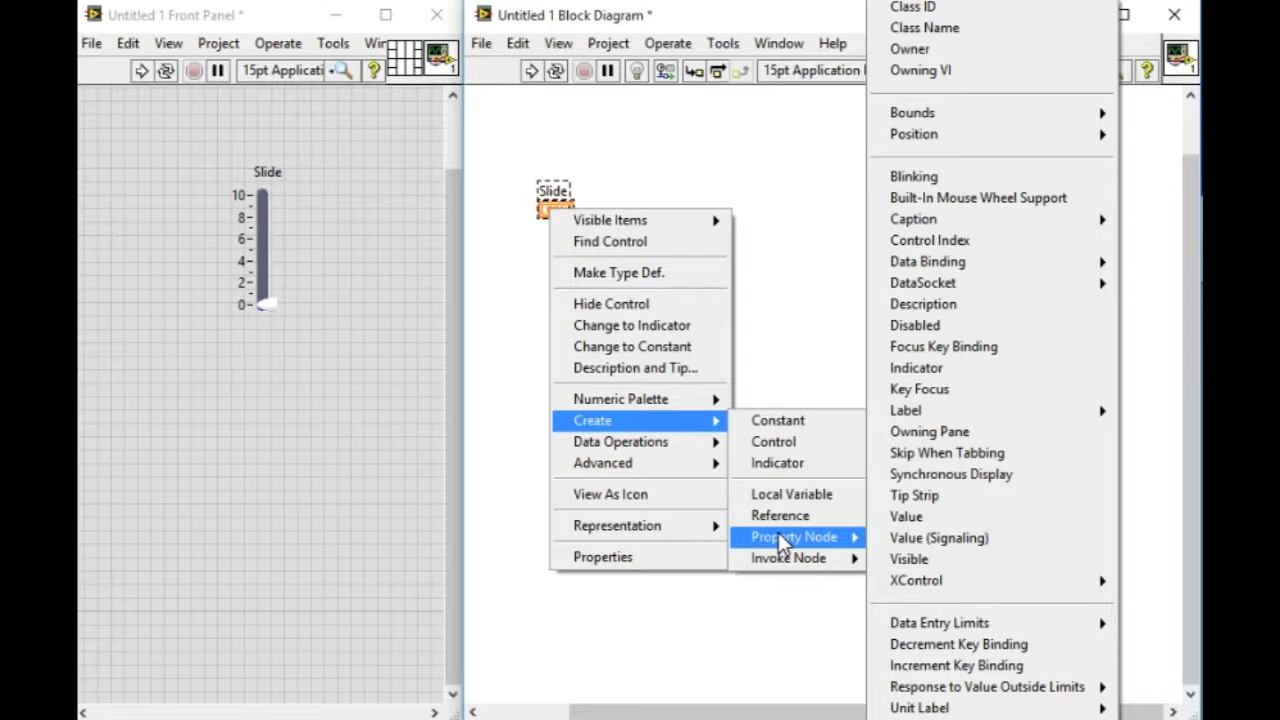 Untitled 1 Front Panel *
File Edit View Project Operate Tools
15pt Applicati
1
Slide
10
8
6
4
2
0
Untitled 1 Block Diagram *
File Edit View Project Operate Tools Window Help
15pt Application
1
Slide
Visible Items
Find Control
Make Type Def.
Hide Control
Change to Indicator
Change to Constant
Description and Tip...
Numeric Palette
Create
Data Operations
Advanced
View As Icon
Representation
Properties
Constant
Control
Indicator
Local Variable
Reference
Property Node
Invoke Node
Class ID
Class Name
Owner
Owning VI
Bounds
Position
Blinking
Built-In Mouse Wheel Support
Caption
Control Index
Data Binding
DataSocket
Description
Disabled
Focus Key Binding
Indicator
Key Focus
Label
Owning Pane
Skip When Tabbing
Synchronous Display
Tip Strip
Value
Value (Signaling)
Visible
XControl
Data Entry Limits
Decrement Key Binding
Increment Key Binding
Response to Value Outside Limits
Unit Label